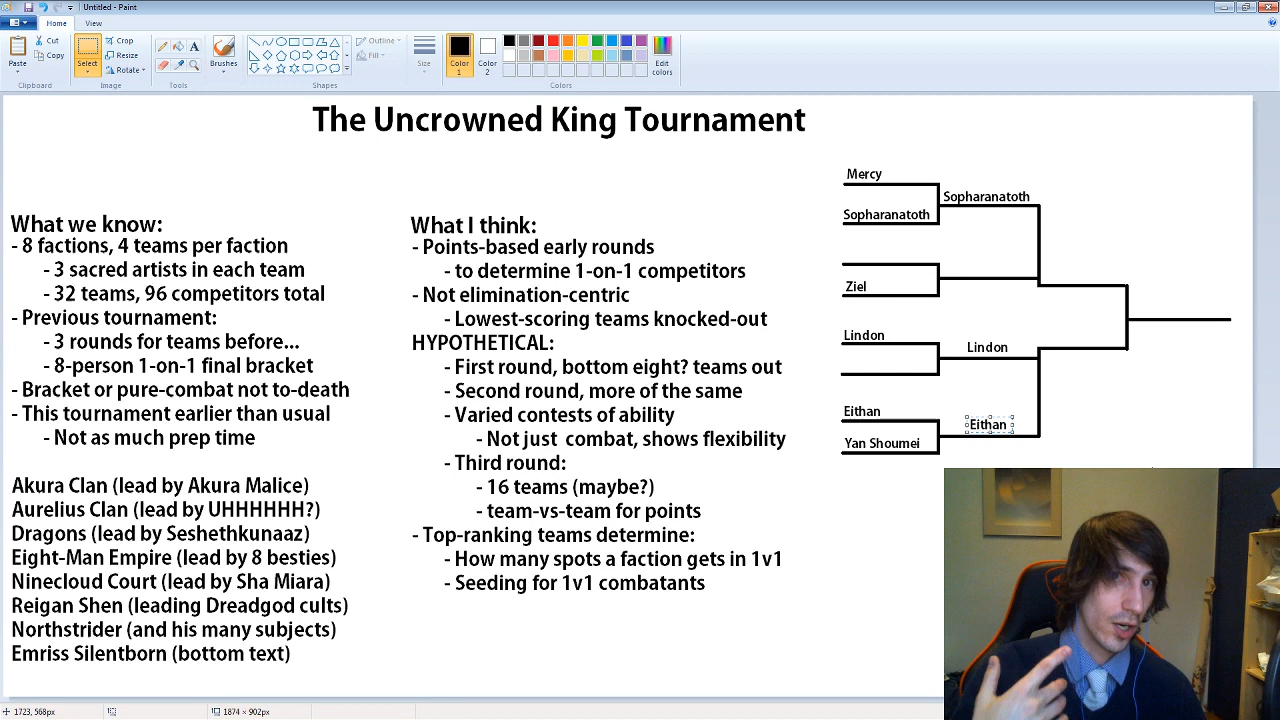 Untitled - Paint
Home
View
Paste
Cut
Copy
Clipboard
Select
Crop
Resize
Rotate
Image
Tools
Brushes
Shapes
Outline
Fill
Size
Color 1
Color 2
Edit colors
Colors
The Uncrowned King Tournament
What we know:
- 8 factions, 4 teams per faction
- 3 sacred artists in each team
- 32 teams, 96 competitors total
- Previous tournament:
- 3 rounds for teams before...
- 8-person 1-on-1 final bracket
- Bracket or pure-combat not to-death
- This tournament earlier than usual
- Not as much prep time
Akura Clan (lead by Akura Malice)
Aurelius Clan (lead by UHHHHHH?)
Dragons (lead by Seshethkunaaz)
Eight-Man Empire (lead by 8 besties)
Ninecloud Court (lead by Sha Miara)
Reigan Shen (leading Dreadgod cults)
Northstrider (and his many subjects)
Emriss Silentborn (bottom text)
What I think:
- Points-based early rounds
- to determine 1-on-1 competitors
- Not elimination-centric
- Lowest-scoring teams knocked-out
HYPOTHETICAL:
- First round, bottom eight? teams out
- Second round, more of the same
- Varied contests of ability
- Not just combat, shows flexibility
- Third round:
- 16 teams (maybe?)
- team-vs-team for points
- Top-ranking teams determine:
- How many spots a faction gets in 1v1
- Seeding for 1v1 combatants
Mercy
Sopharanatoth
Sopharanatoth
Ziel
Lindon
Lindon
Eithan
Eithan
Yan Shoumei
1723, 568px
1874 × 902px